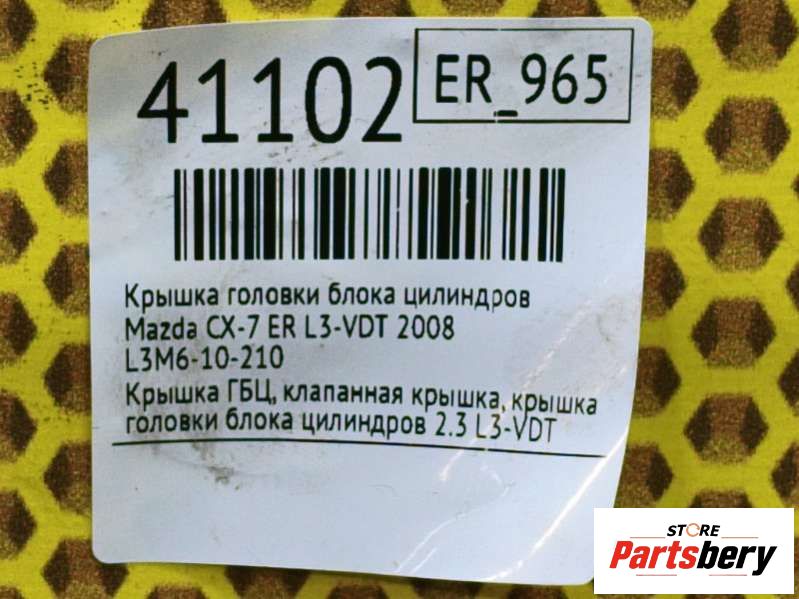 41102
ER_965
Крышка головки блока цилиндров
Mazda CX-7 ER L3-VDT 2008
L3M6-10-210
Крышка ГБЦ, клапанная крышка, крышка
головки блока цилиндров 2.3 L3-VDT
STORE
Partsbery